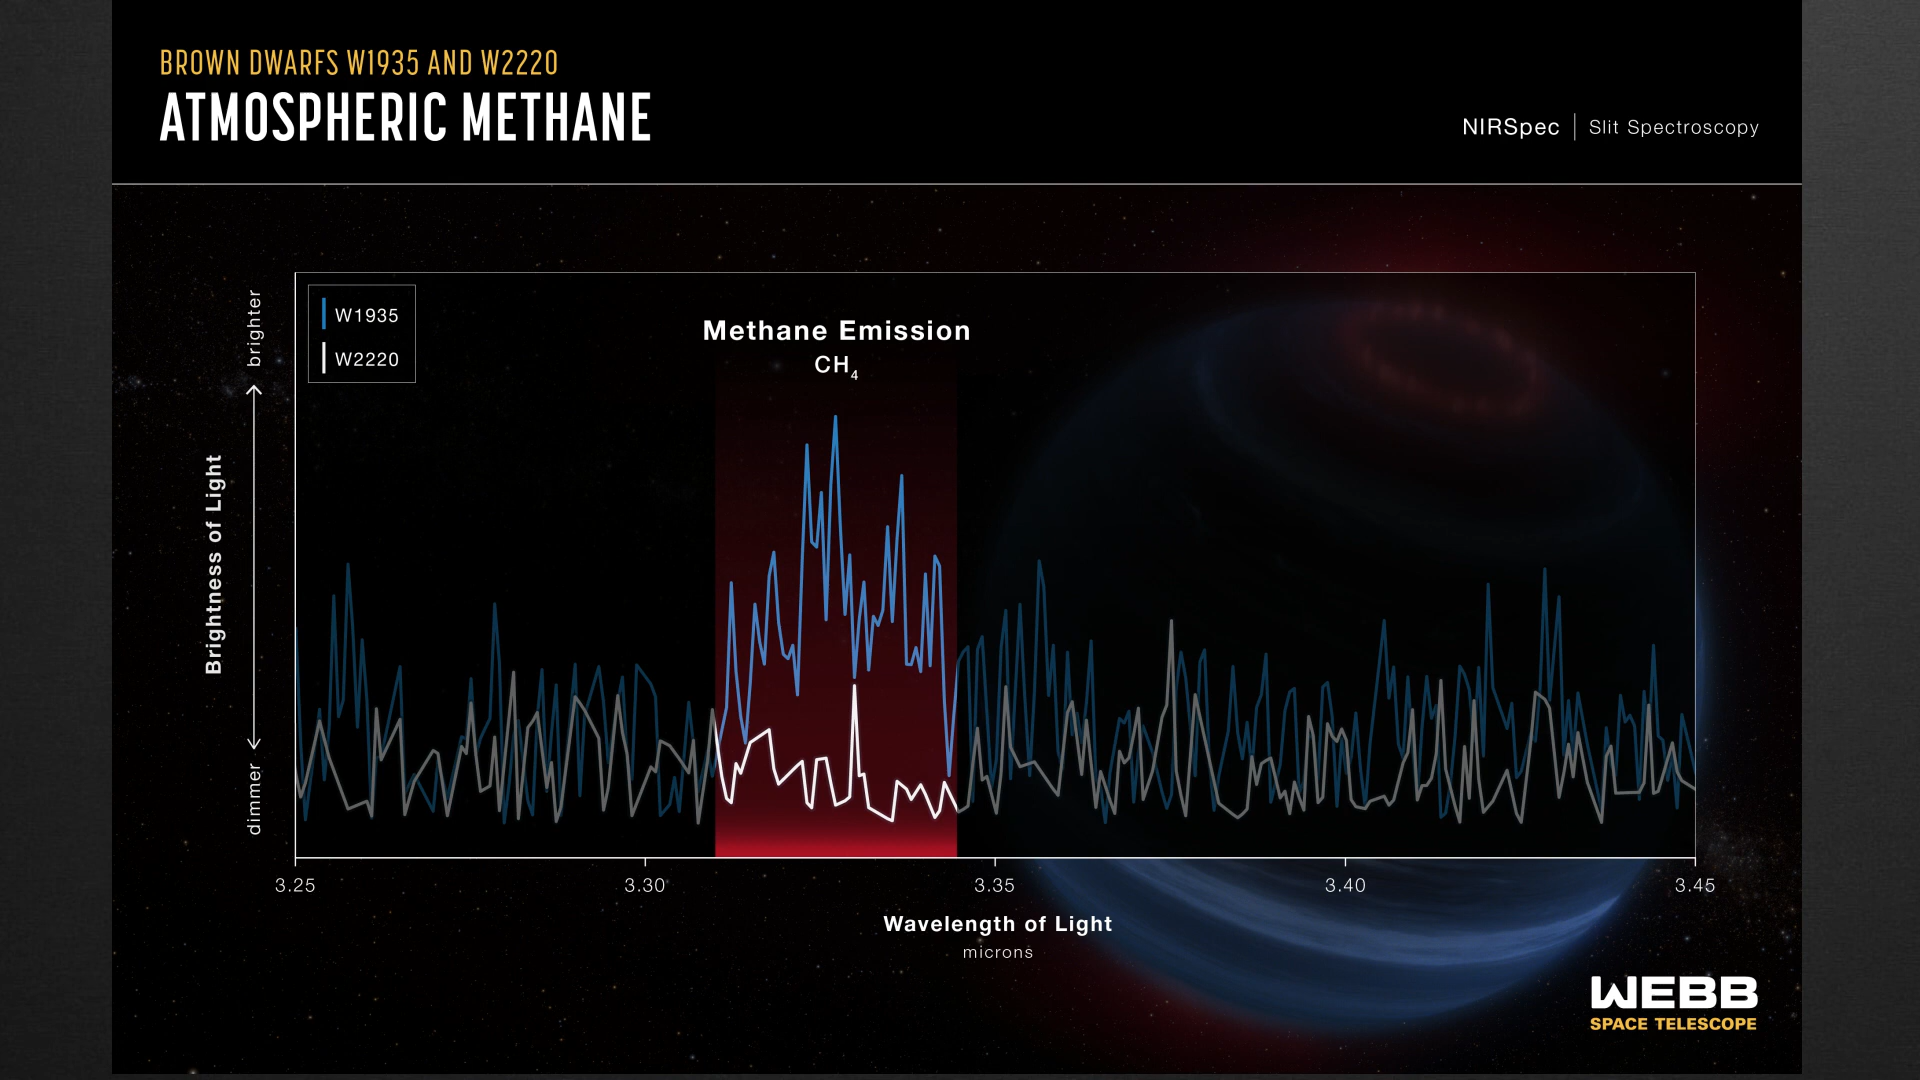 BROWN DWARFS W1935 AND W2220
ATMOSPHERIC METHANE
NIRSpec | Slit Spectroscopy
W1935
W2220
Methane Emission
CH₄
brighter
Brightness of Light
dimmer
3.25 3.30 3.35 3.40 3.45
Wavelength of Light
microns
WEBB
SPACE TELESCOPE